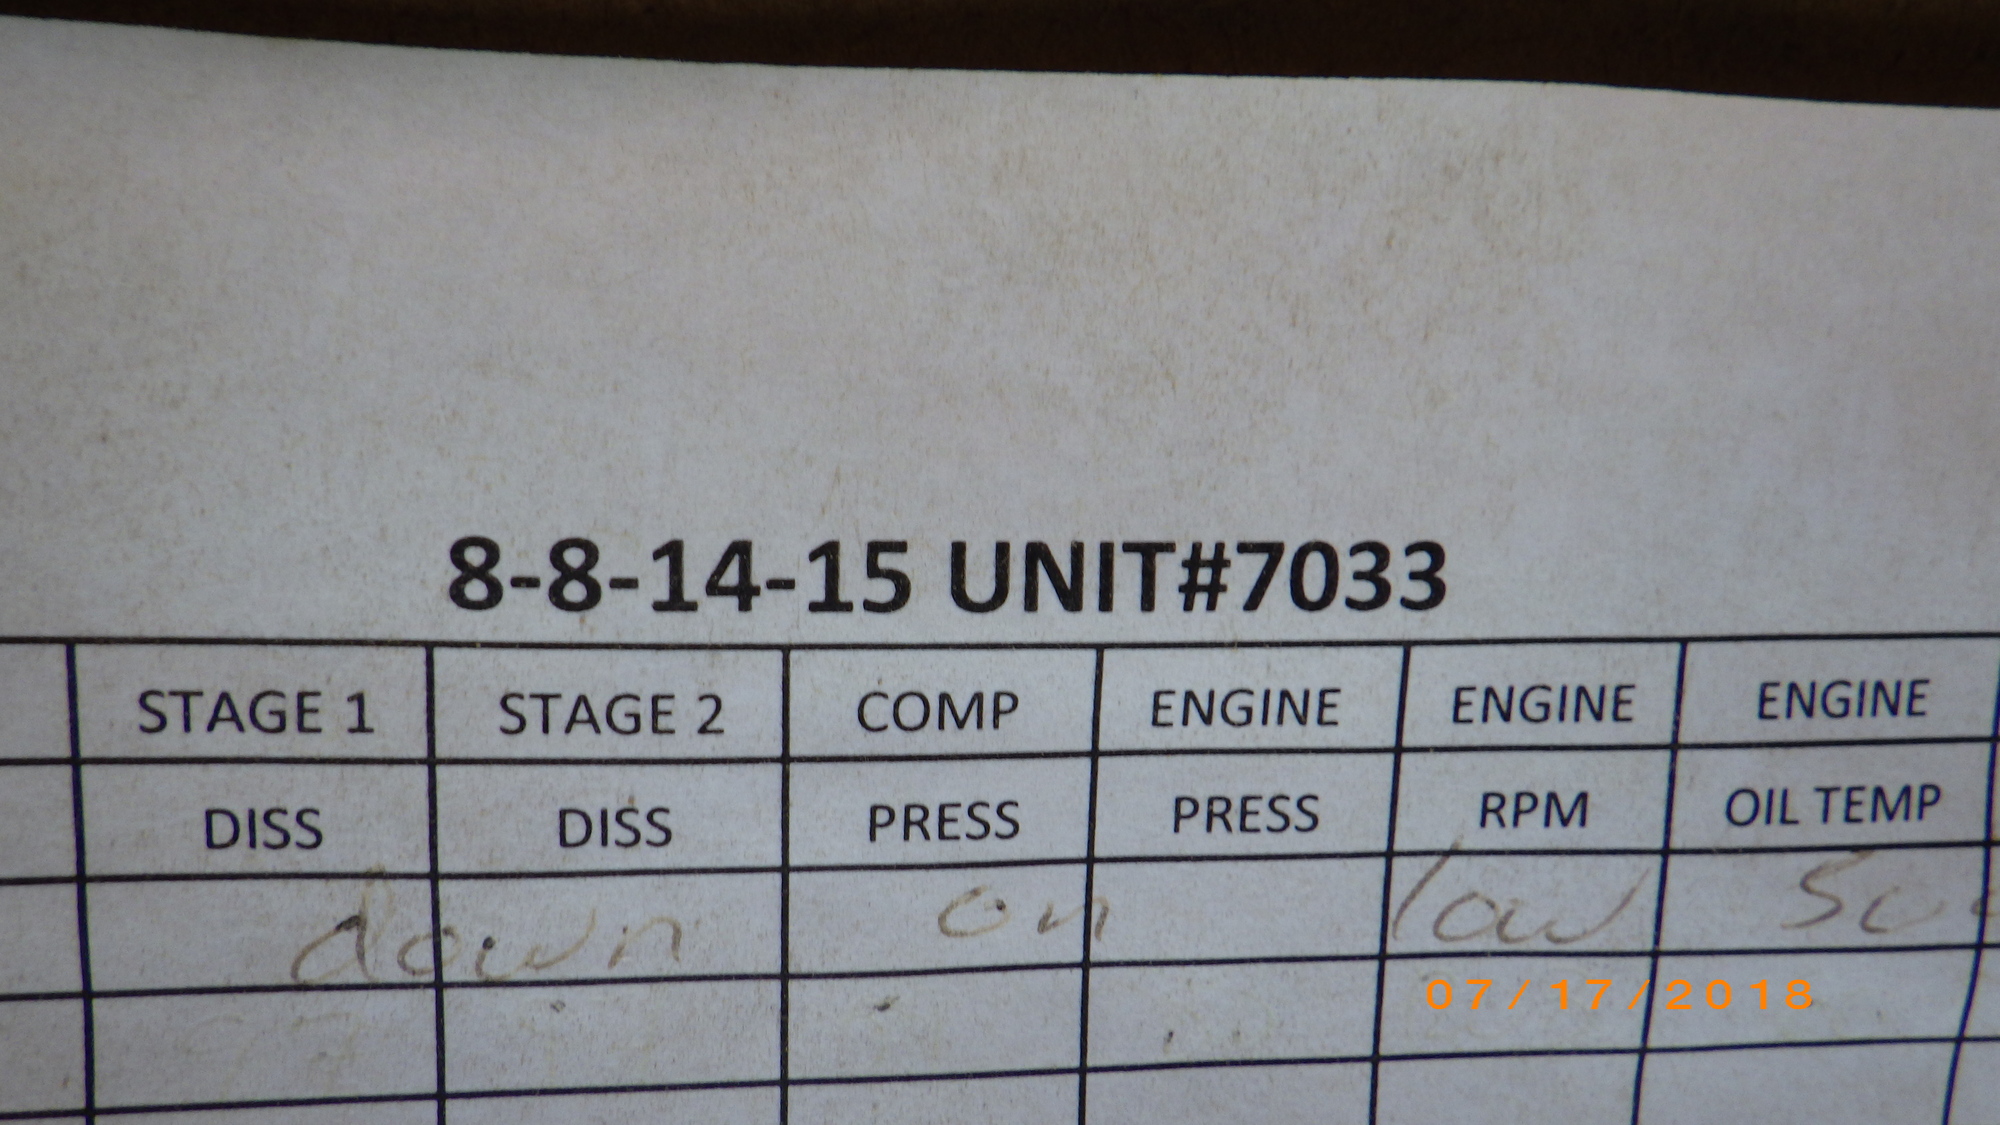 8-8-14-15 UNIT#7033
STAGE 1 STAGE 2 COMP ENGINE ENGINE ENGINE
DISS DISS PRESS PRESS RPM OIL TEMP
down on low
07/17/2018